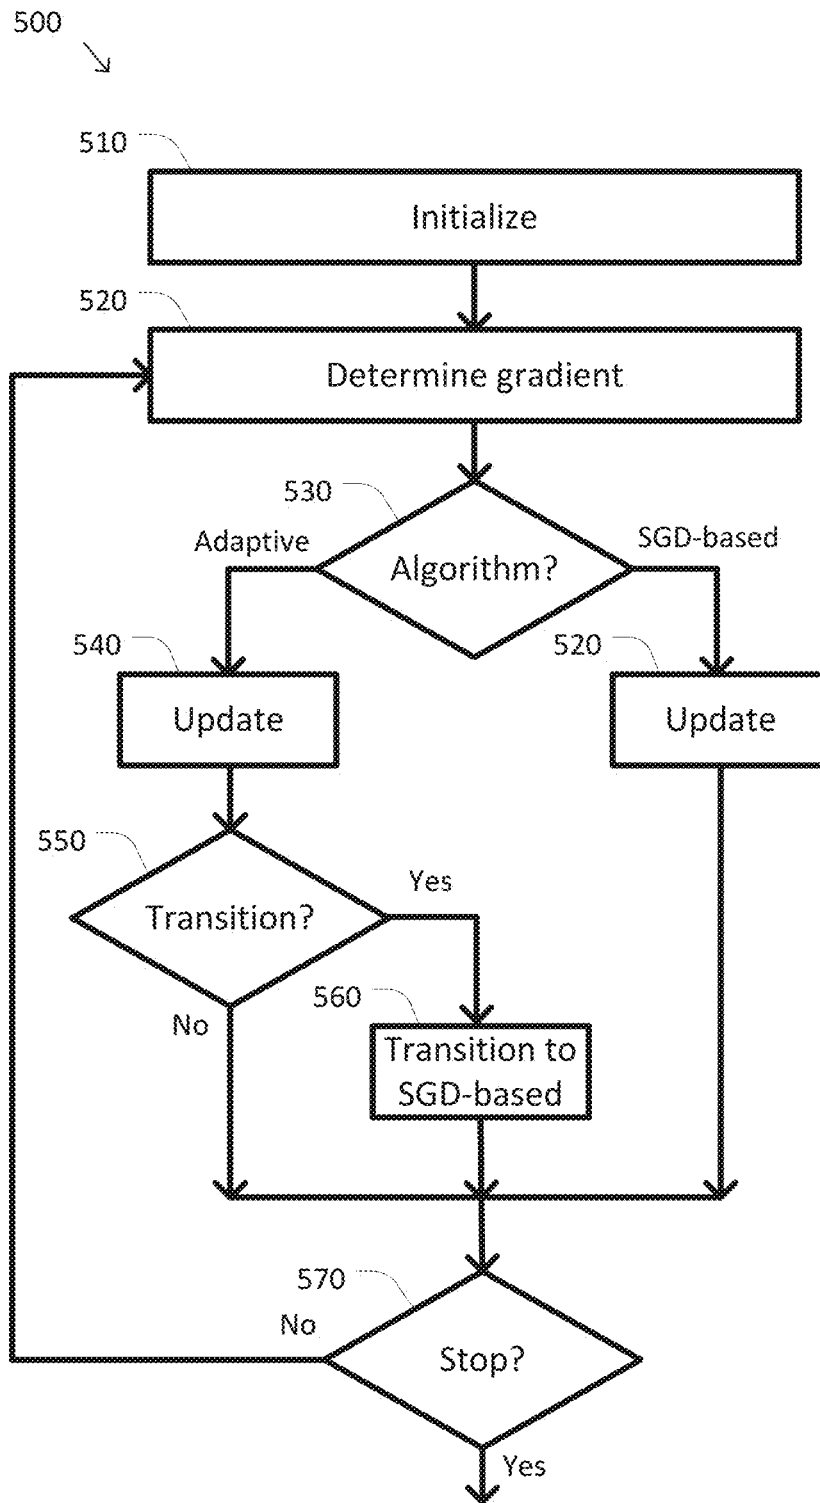 500
510
Initialize
520
Determine gradient
530
Adaptive
SGD-based
Algorithm?
540
520
Update
Update
550
Yes
Transition?
No
560
Transition to
SGD-based
570
No
Stop?
Yes